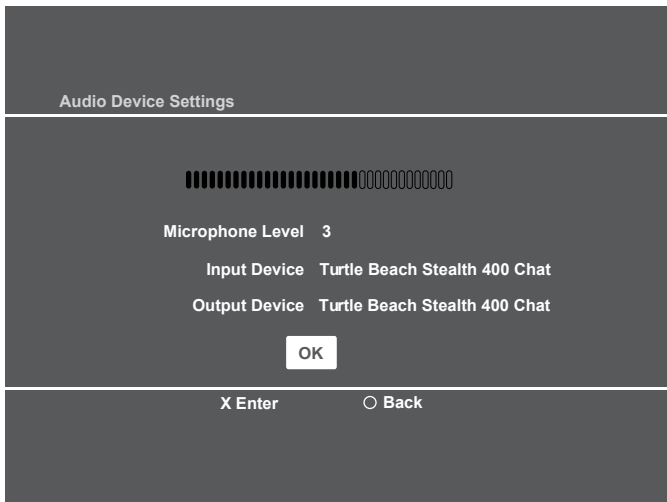 Audio Device Settings
Microphone Level 3
Input Device Turtle Beach Stealth 400 Chat
Output Device Turtle Beach Stealth 400 Chat
OK
X Enter ○ Back